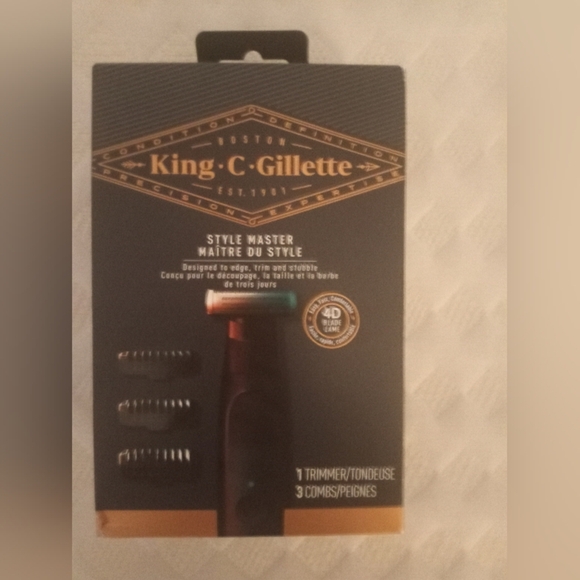 CONDITION DEFINITION
BOSTON
King·C·Gillette
EST. 1901
PRECISION EXPERTISE
STYLE MASTER
MAÎTRE DU STYLE
Designed to edge, trim and stubble
Conçu pour le découpage, la taille et la barbe
de trois jours
4D
BLADE
LAME
1 TRIMMER/TONDEUSE
3 COMBS/PEIGNES